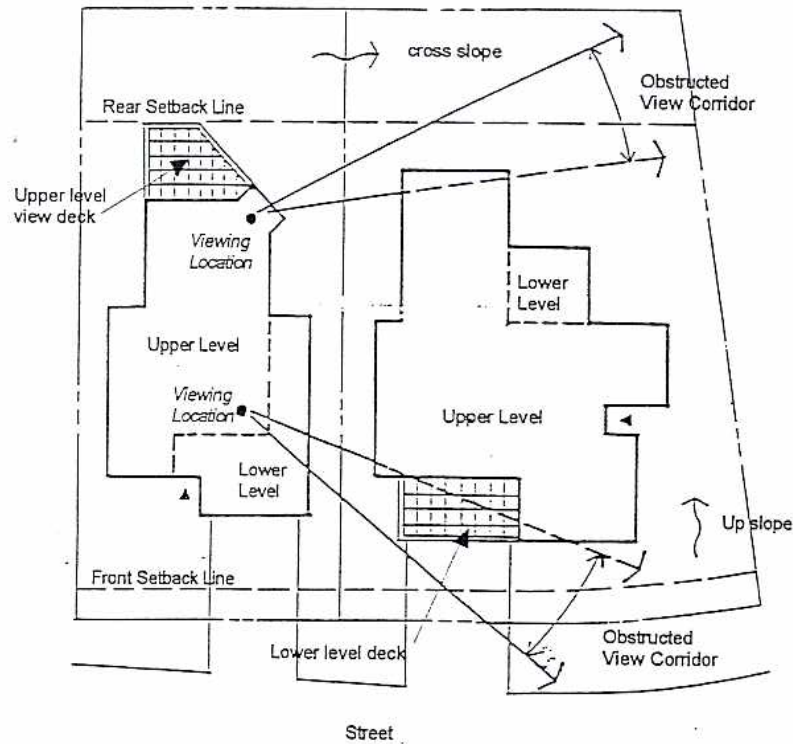 cross slope
Obstructed
View Corridor
Rear Setback Line
Upper level
view deck
Viewing
Location
Lower
Level
Upper Level
Viewing
Location
Upper Level
Lower
Level
Up slope
Front Setback Line
Lower level deck
Obstructed
View Corridor
Street